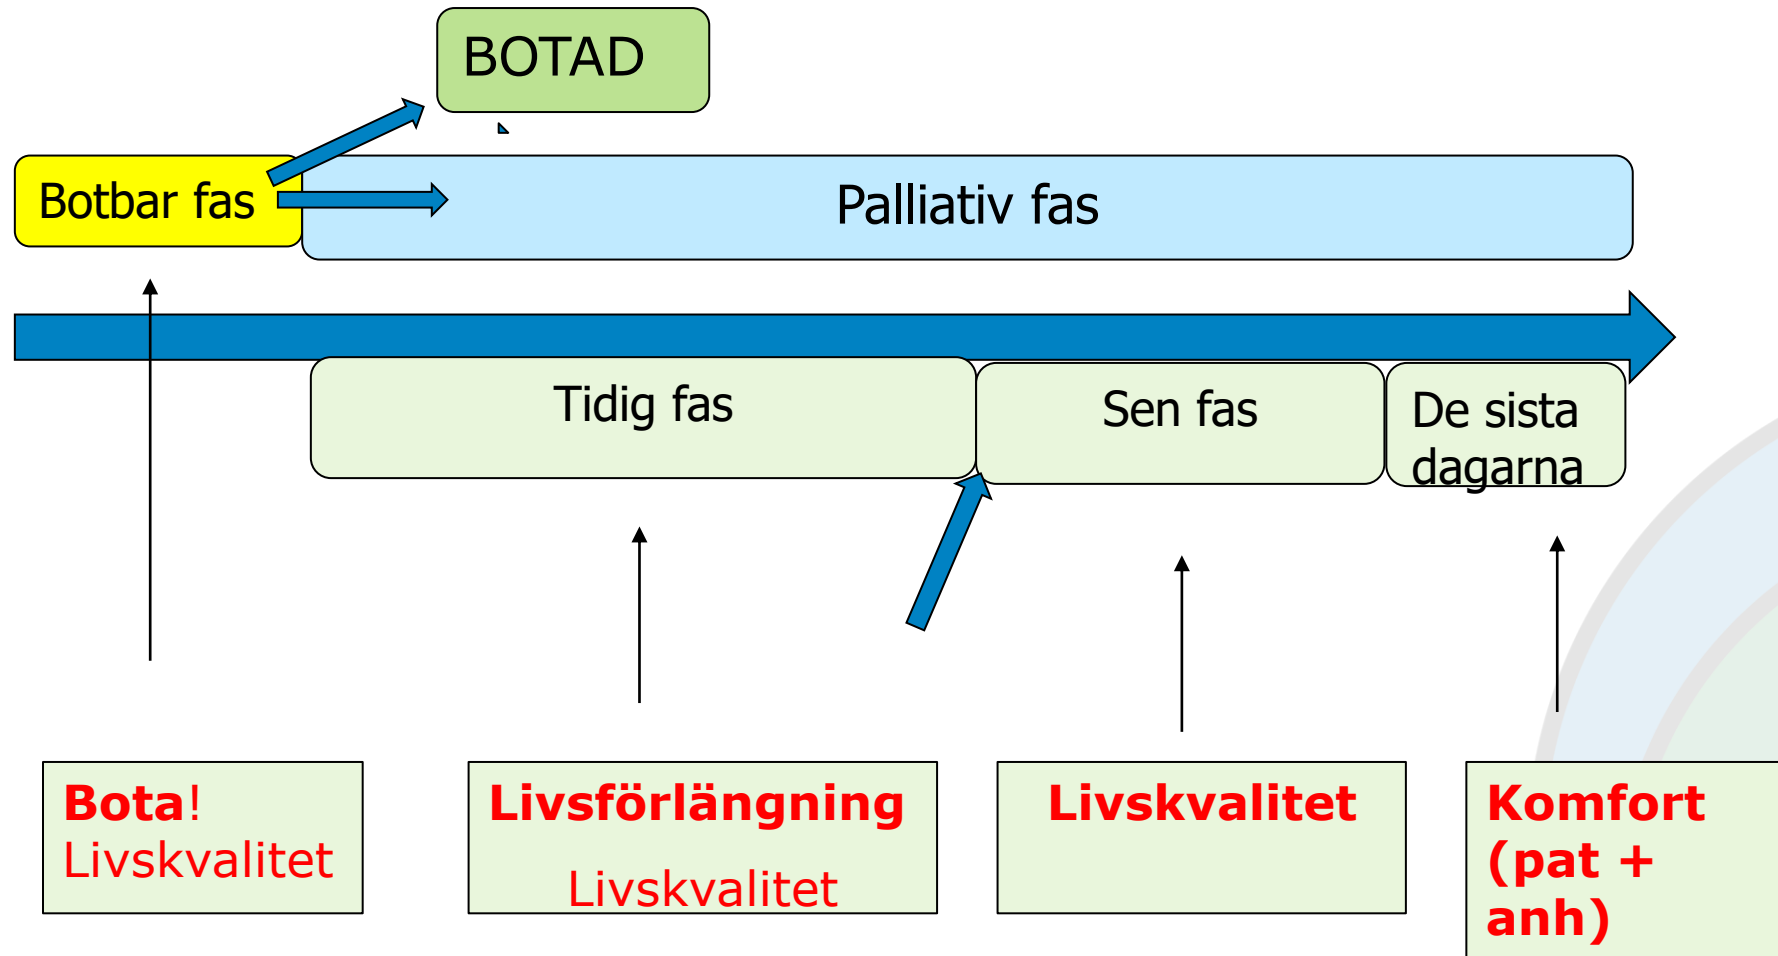 BOTAD
Botbar fas
Palliativ fas
Tidig fas
Sen fas
De sista
dagarna
Bota!
Livskvalitet
Livsförlängning
Livskvalitet
Livskvalitet
Komfort
(pat +
anh)